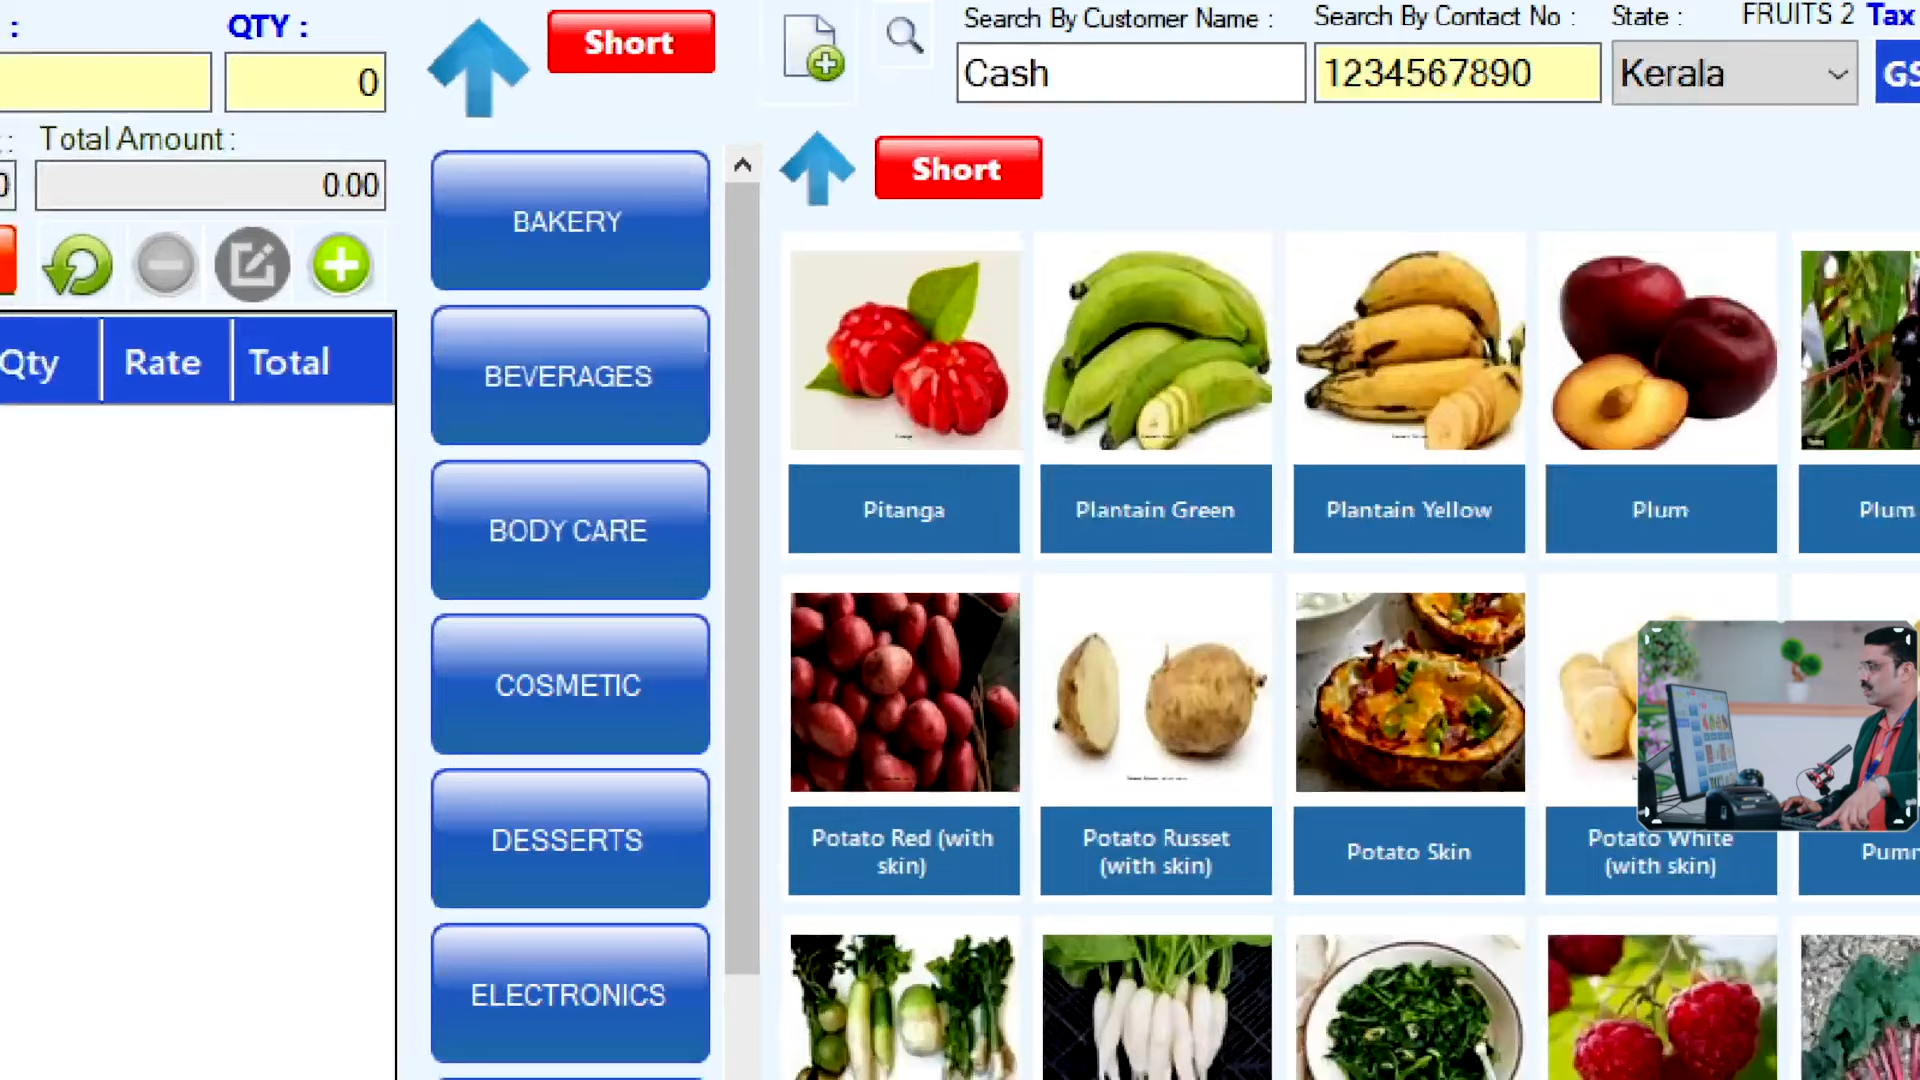 :
QTY :
0
Total Amount :
0.00
Qty
Rate
Total
Short
BAKERY
BEVERAGES
BODY CARE
COSMETIC
DESSERTS
ELECTRONICS
Search By Customer Name :
Search By Contact No :
State :
FRUITS 2
Tax
Cash
1234567890
Kerala
GS
Short
Pitanga
Plantain Green
Plantain Yellow
Plum
Plum
Potato Red (with
skin)
Potato Russet
(with skin)
Potato Skin
Potato White
(with skin)